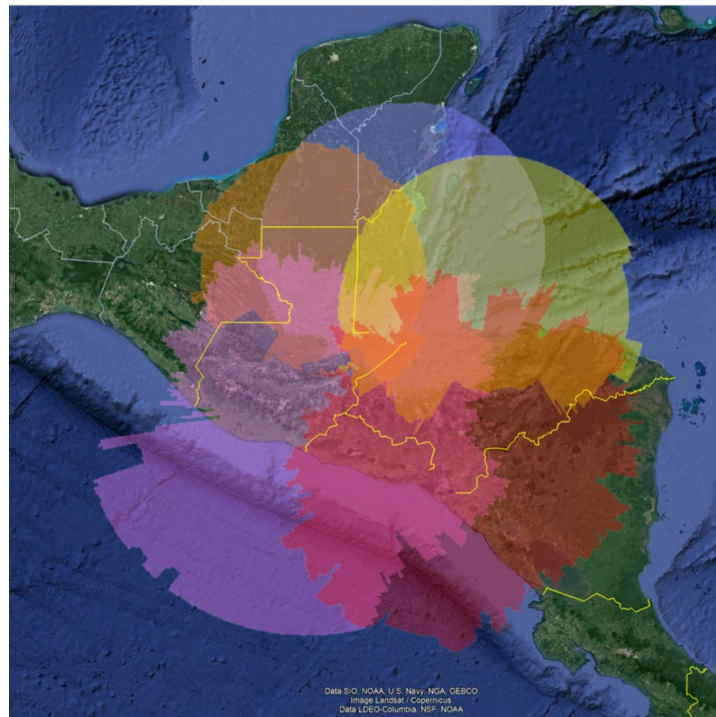 Data SIO, NOAA, U.S. Navy, NGA, GEBCO
Image Landsat / Copernicus
Data LDEO-Columbia, NSF, NOAA